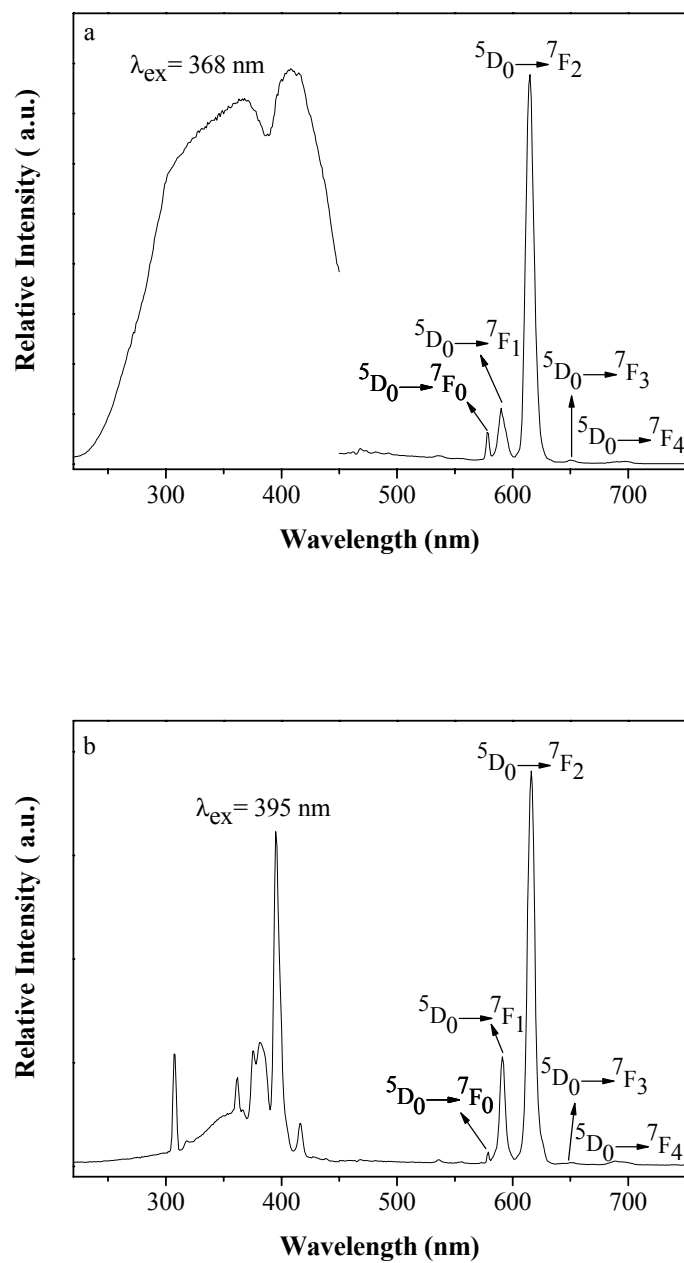 a
λex = 368 nm
⁵D₀→⁷F₂
⁵D₀→⁷F₁
⁵D₀→⁷F₀
⁵D₀→⁷F₃
⁵D₀→⁷F₄
Relative Intensity ( a.u.)
300 400 500 600 700
Wavelength (nm)
b
λex = 395 nm
⁵D₀→⁷F₂
⁵D₀→⁷F₁
⁵D₀→⁷F₀
⁵D₀→⁷F₃
⁵D₀→⁷F₄
Relative Intensity ( a.u.)
300 400 500 600 700
Wavelength (nm)